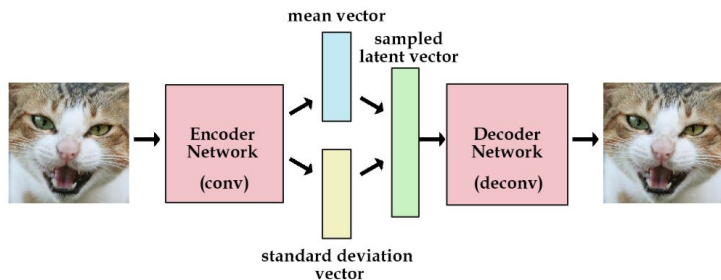 mean vector
sampled
latent vector
Encoder
Network
(conv)
Decoder
Network
(deconv)
standard deviation
vector